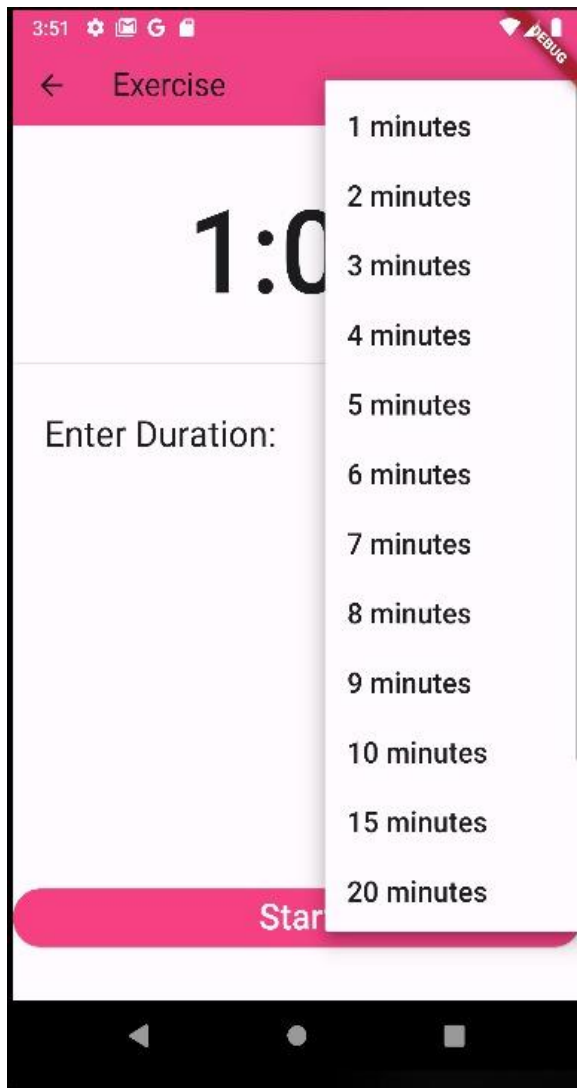 3:51 G
DEBUG
Exercise
1 minutes
2 minutes
1:0
3 minutes
4 minutes
Enter Duration:
5 minutes
6 minutes
7 minutes
8 minutes
9 minutes
10 minutes
15 minutes
20 minutes
Star